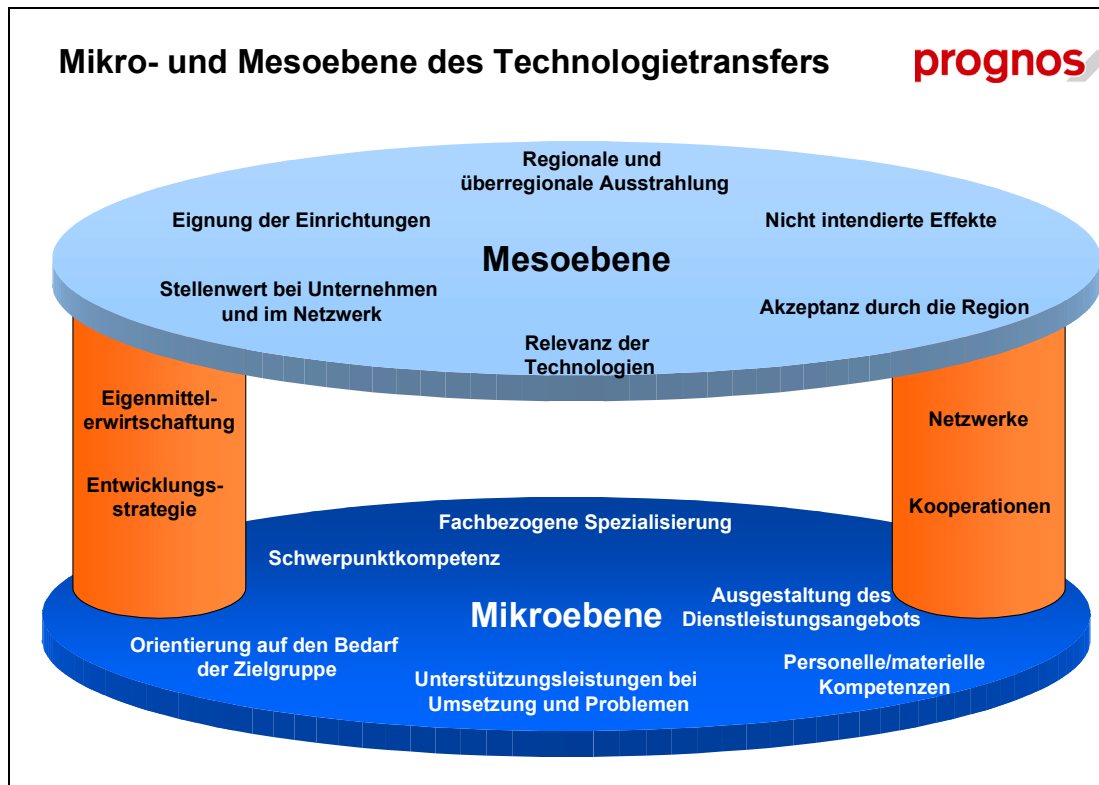 Mikro- und Mesoebene des Technologietransfers
prognos
Regionale und
überregionale Ausstrahlung
Eignung der Einrichtungen
Nicht intendierte Effekte
Mesoebene
Stellenwert bei Unternehmen
und im Netzwerk
Akzeptanz durch die Region
Relevanz der
Technologien
Eigenmittel-
erwirtschaftung
Entwicklungs-
strategie
Netzwerke
Kooperationen
Fachbezogene Spezialisierung
Schwerpunktkompetenz
Mikroebene
Ausgestaltung des
Dienstleistungsangebots
Orientierung auf den Bedarf
der Zielgruppe
Unterstützungsleistungen bei
Umsetzung und Problemen
Personelle/materielle
Kompetenzen